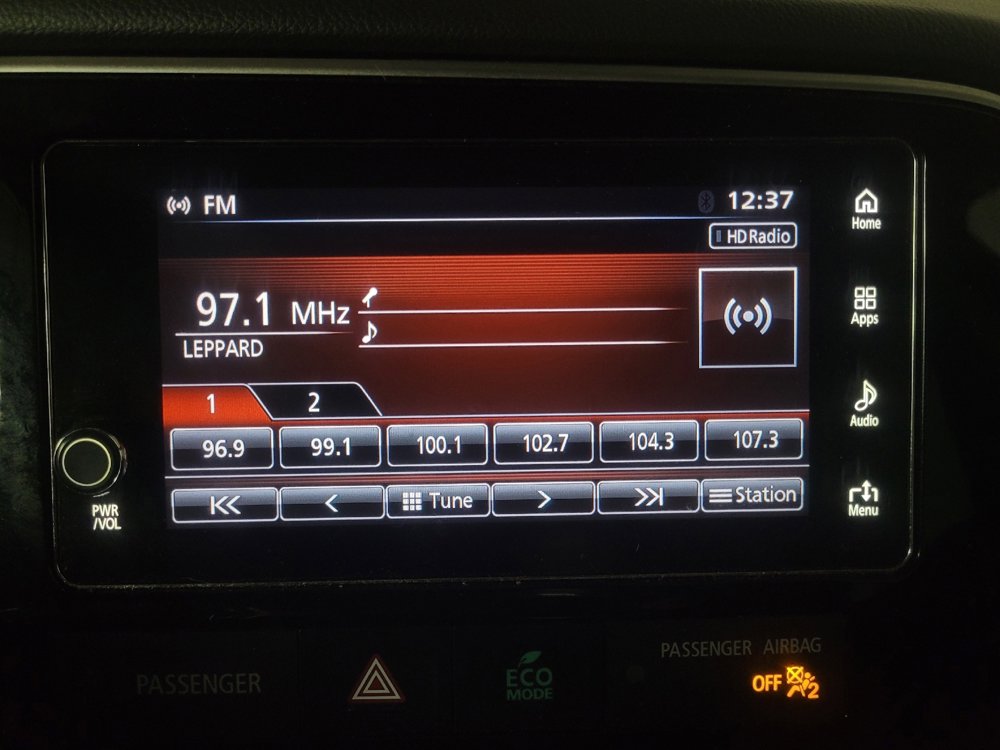 FM
12:37
HD Radio
97.1 MHz
LEPPARD
1
2
96.9
99.1
100.1
102.7
104.3
107.3
Tune
Station
Home
Apps
Audio
Menu
PWR
/VOL
PASSENGER
ECO
MODE
PASSENGER AIRBAG
OFF
2